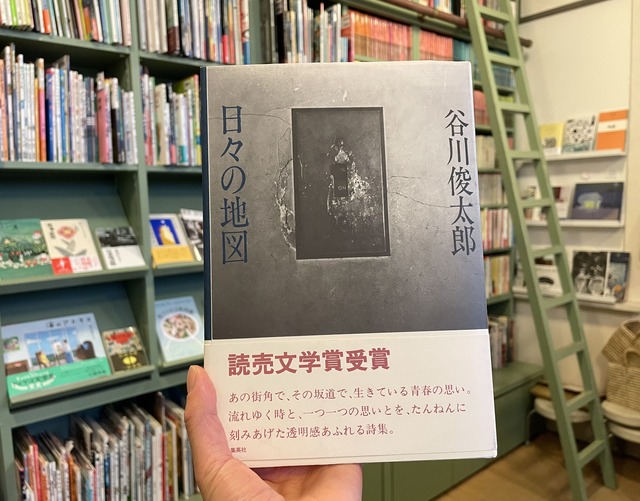 谷川俊太郎
日々の地図
読売文学賞受賞
あの街角で、その坂道で、生きている青春の思い。
流れゆく時と、一つ一つの思いとを、たんねんに
刻みあげた透明感あふれる詩集。
集英社